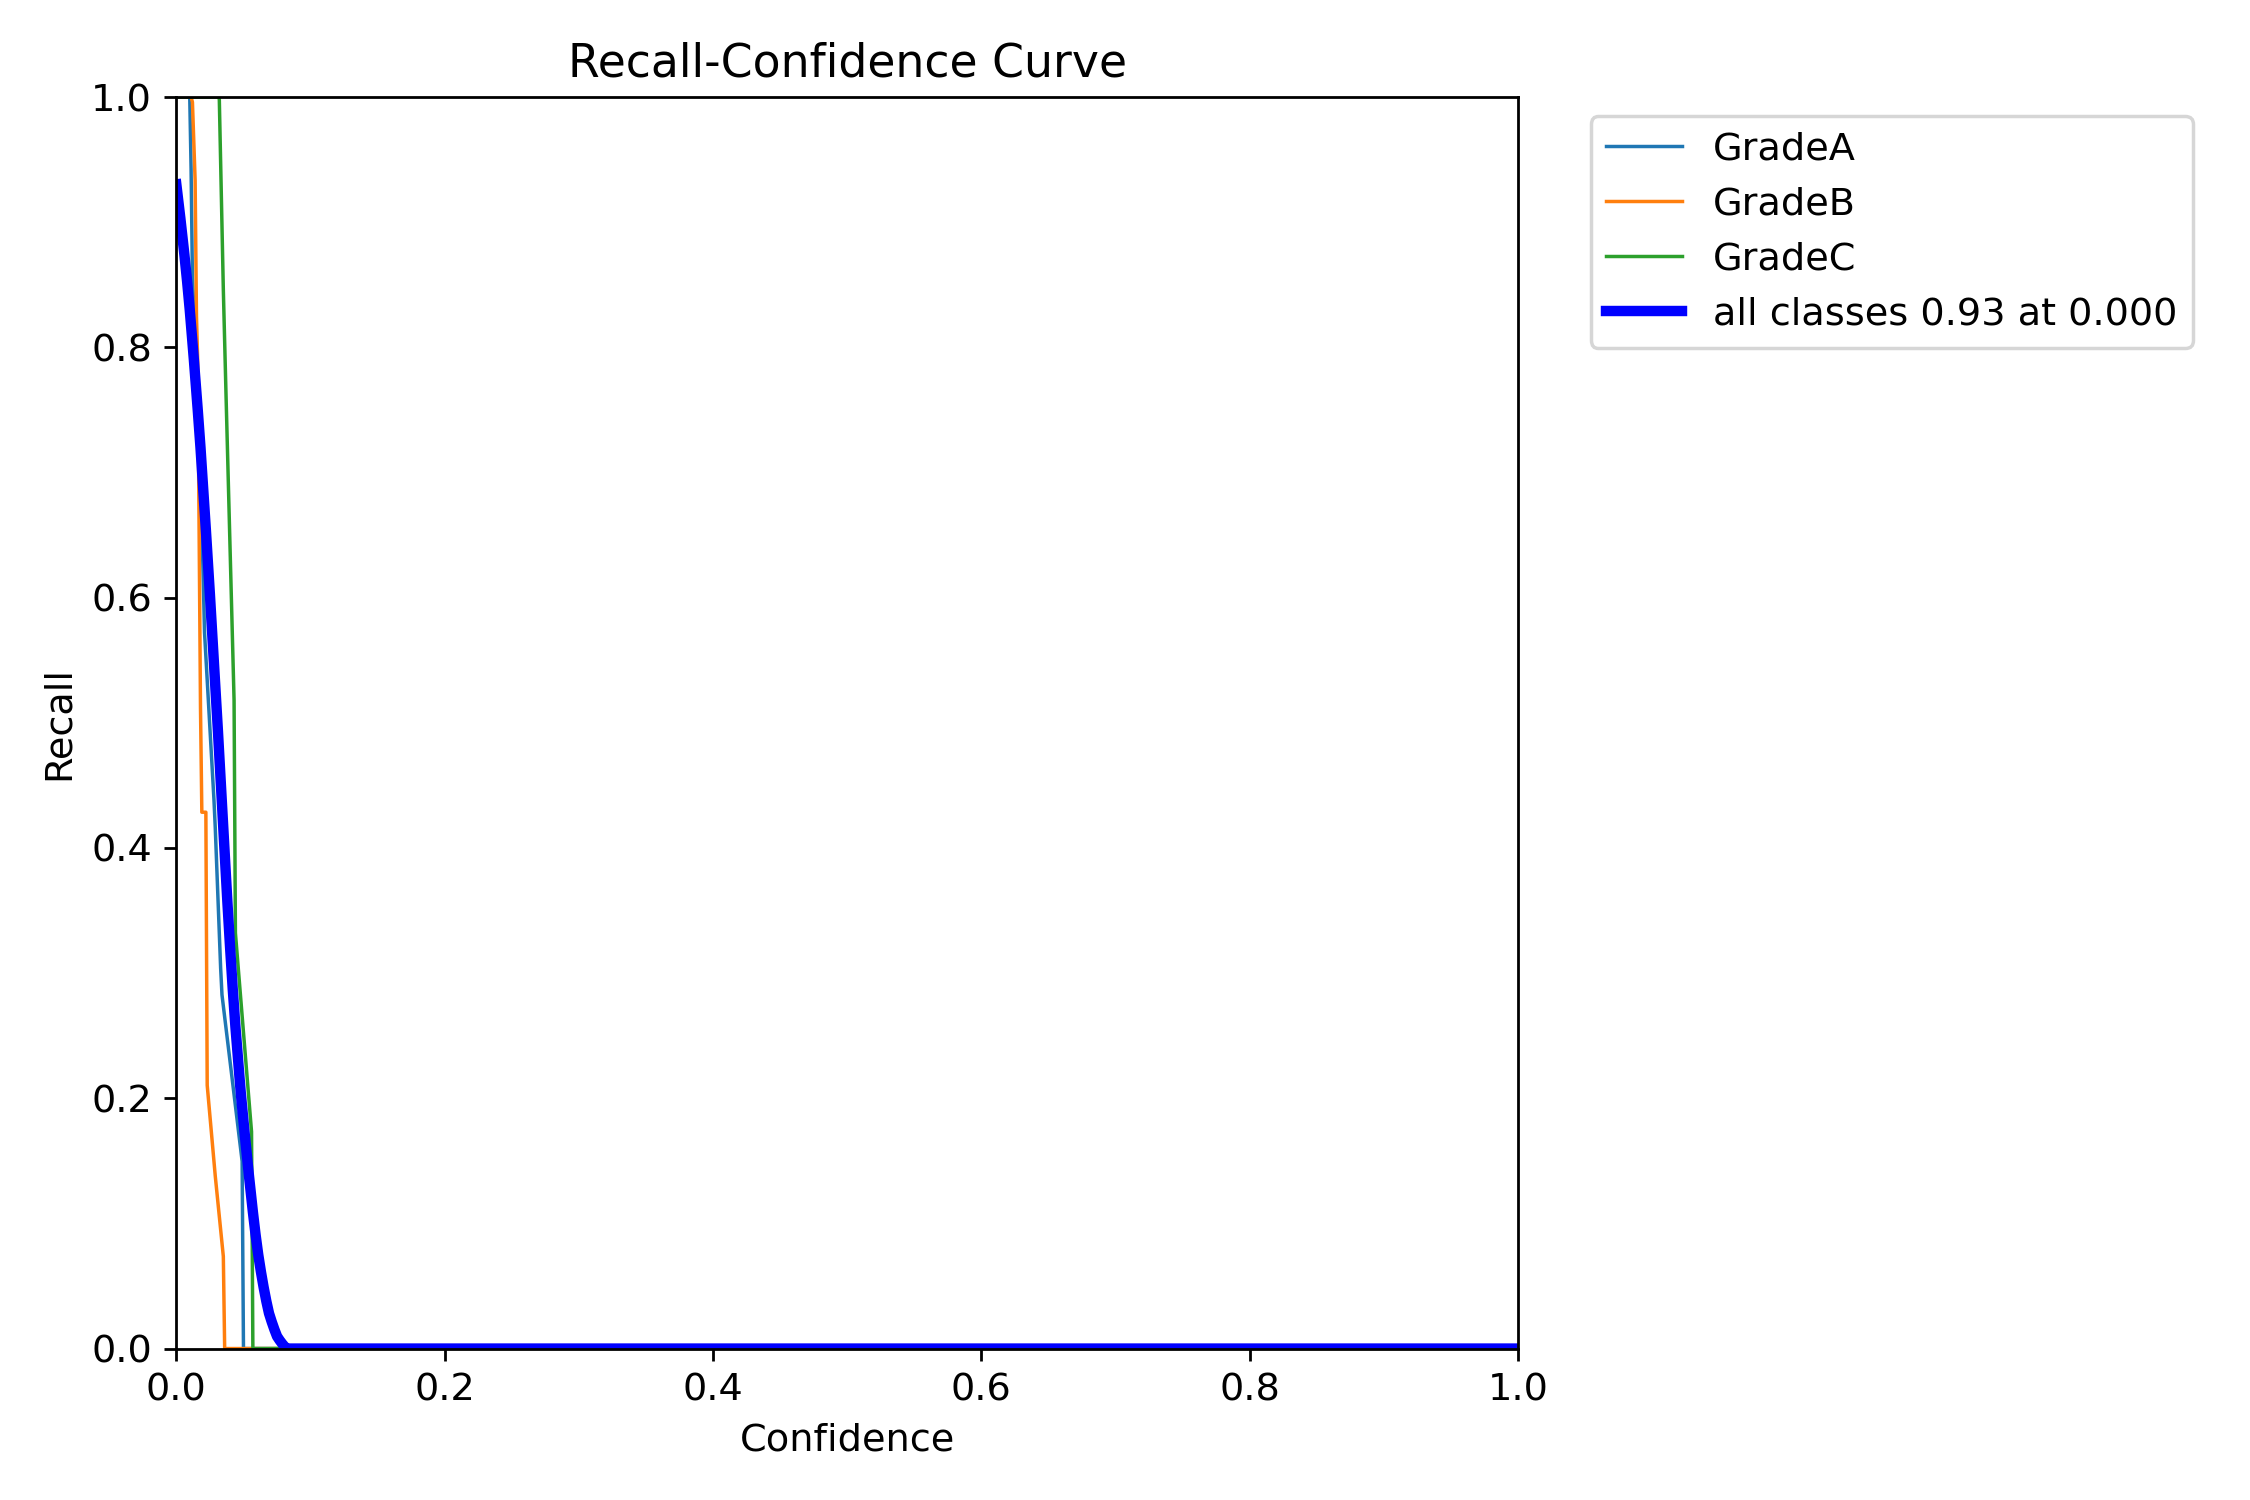 Recall-Confidence Curve
1.0
0.8
0.6
0.4
0.2
0.0
Recall
0.0 0.2 0.4 0.6 0.8 1.0
Confidence
GradeA
GradeB
GradeC
all classes 0.93 at 0.000